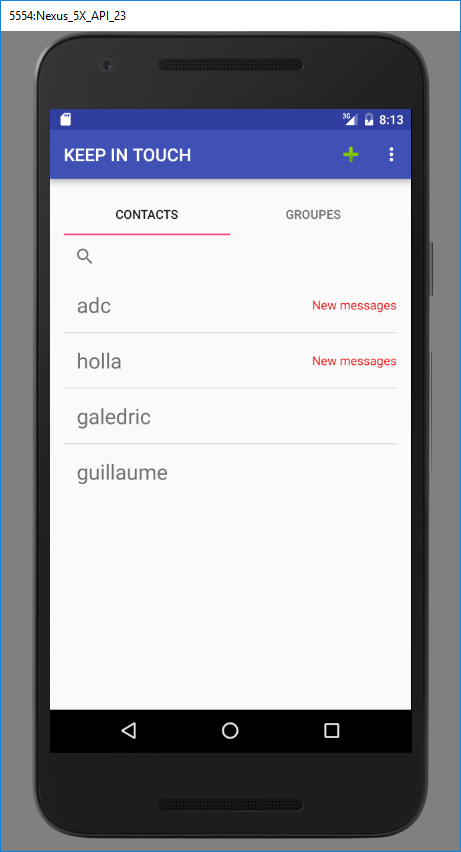 5554:Nexus_5X_API_23
3G 8:13
KEEP IN TOUCH
CONTACTS GROUPES
adc New messages
holla New messages
galedric
guillaume